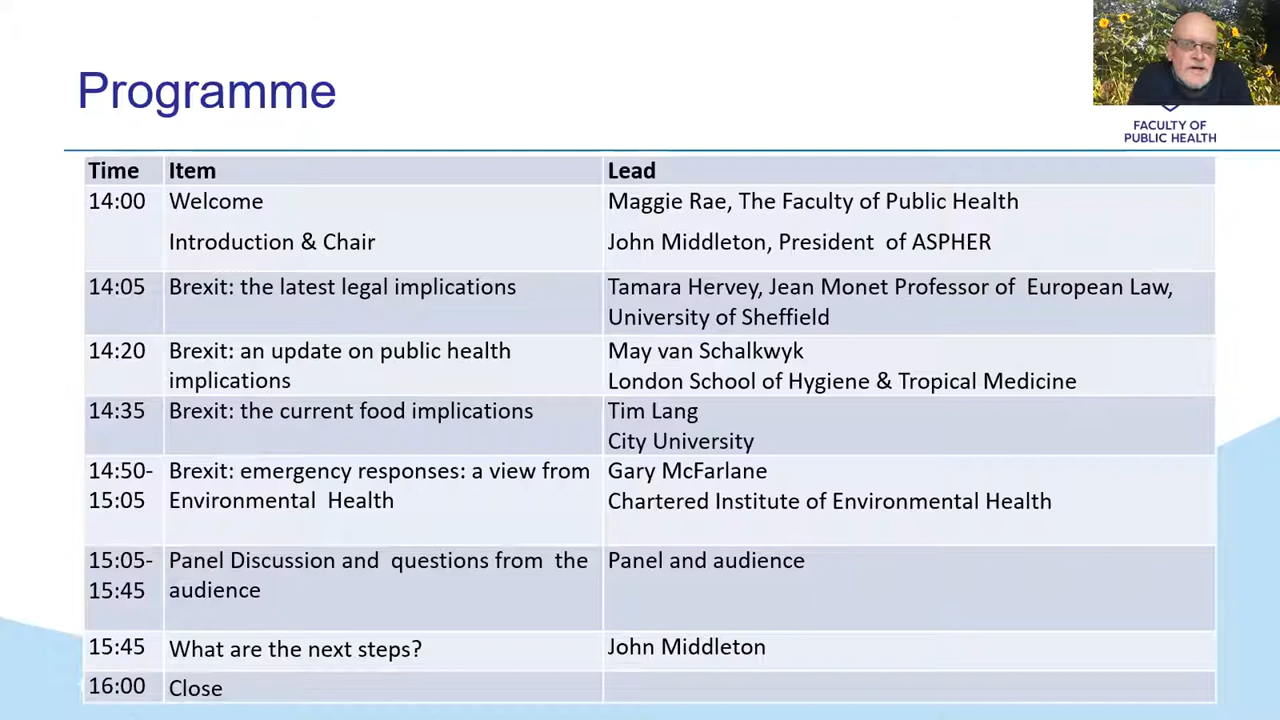 Programme
FACULTY OF
PUBLIC HEALTH
Time Item Lead
14:00 Welcome Maggie Rae, The Faculty of Public Health
Introduction & Chair John Middleton, President of ASPHER
14:05 Brexit: the latest legal implications Tamara Hervey, Jean Monet Professor of European Law,
University of Sheffield
14:20 Brexit: an update on public health May van Schalkwyk
implications London School of Hygiene & Tropical Medicine
14:35 Brexit: the current food implications Tim Lang
City University
14:50- Brexit: emergency responses: a view from Gary McFarlane
15:05 Environmental Health Chartered Institute of Environmental Health
15:05- Panel Discussion and questions from the Panel and audience
15:45 audience
15:45 What are the next steps? John Middleton
16:00 Close